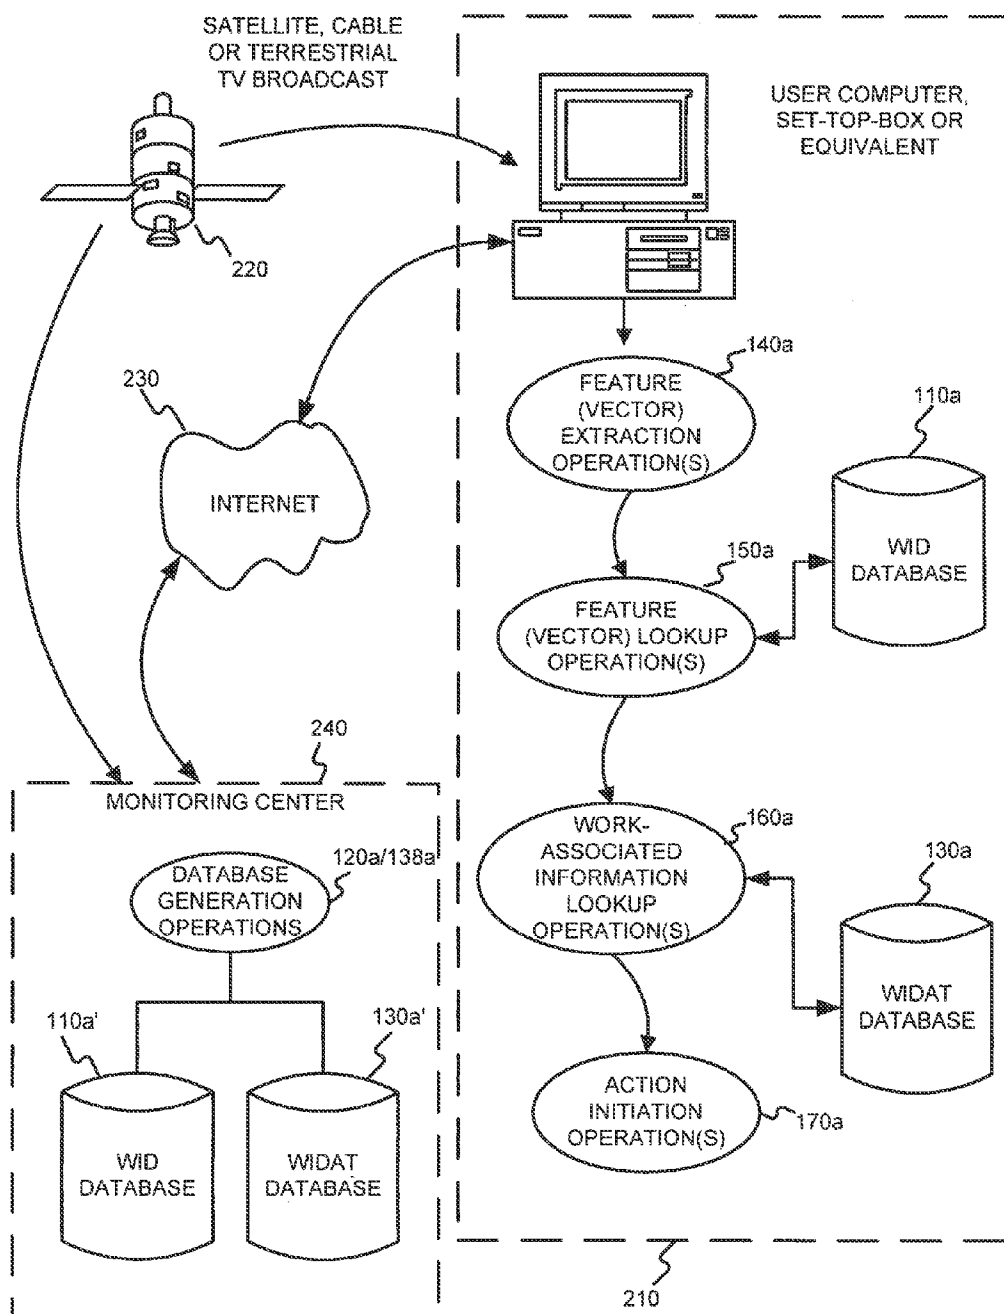 SATELLITE, CABLE
OR TERRESTRIAL
TV BROADCAST
USER COMPUTER,
SET-TOP-BOX OR
EQUIVALENT
220
140a
FEATURE
(VECTOR)
EXTRACTION
OPERATION(S)
230
INTERNET
110a
WID
DATABASE
150a
FEATURE
(VECTOR) LOOKUP
OPERATION(S)
240
MONITORING CENTER
160a
WORK-
ASSOCIATED
INFORMATION
LOOKUP
OPERATION(S)
120a/138a
DATABASE
GENERATION
OPERATIONS
130a
WIDAT
DATABASE
110a'
130a'
WID
DATABASE
WIDAT
DATABASE
ACTION
INITIATION
OPERATION(S)
170a
210